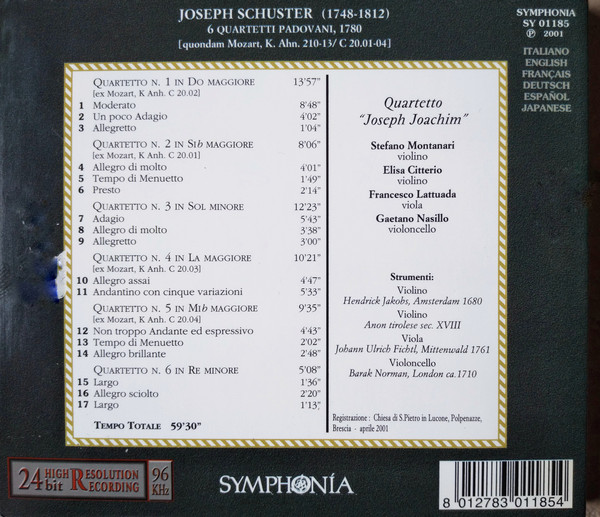 JOSEPH SCHUSTER (1748-1812)
6 QUARTETTI PADOVANI, 1780
[quondam Mozart, K. Ahn. 210-13/ C 20.01-04]
SYMPHONIA
SY 01185
℗ 2001
ITALIANO
ENGLISH
FRANÇAIS
DEUTSCH
ESPAÑOL
JAPANESE
QUARTETTO N. 1 IN DO MAGGIORE 13'57"
[ex Mozart, K Anh. C 20.02]
1 Moderato 8'48"
2 Un poco Adagio 4'02"
3 Allegretto 1'04"
QUARTETTO N. 2 IN SIb MAGGIORE 8'06"
[ex Mozart, K Anh. C 20.01]
4 Allegro di molto 4'01"
5 Tempo di Menuetto 1'49"
6 Presto 2'14"
QUARTETTO N. 3 IN SOL MINORE 12'23"
7 Adagio 5'43"
8 Allegro di molto 3'38"
9 Allegretto 3'00"
QUARTETTO N. 4 IN LA MAGGIORE 10'21"
[ex Mozart, K Anh. C 20.03]
10 Allegro assai 4'47"
11 Andantino con cinque variazioni 5'33"
QUARTETTO N. 5 IN MIb MAGGIORE 9'35"
[ex Mozart, K Anh. C 20.04]
12 Non troppo Andante ed espressivo 4'43"
13 Tempo di Menuetto 2'02"
14 Allegro brillante 2'48"
QUARTETTO N. 6 IN RE MINORE 5'08"
15 Largo 1'36"
16 Allegro sciolto 2'20"
17 Largo 1'13"
TEMPO TOTALE 59'30"
Quartetto
"Joseph Joachim"
Stefano Montanari
violino
Elisa Citterio
violino
Francesco Lattuada
viola
Gaetano Nasillo
violoncello
Strumenti:
Violino
Hendrick Jakobs, Amsterdam 1680
Violino
Anon tirolese sec. XVIII
Viola
Johann Ulrich Fichtl, Mittenwald 1761
Violoncello
Barak Norman, London ca.1710
Registrazione : Chiesa di S.Pietro in Lucone, Polpenazze,
Brescia - aprile 2001
24 bit HIGH RESOLUTION RECORDING 96 KHz
SYMPHONÍA
8 012783 011854